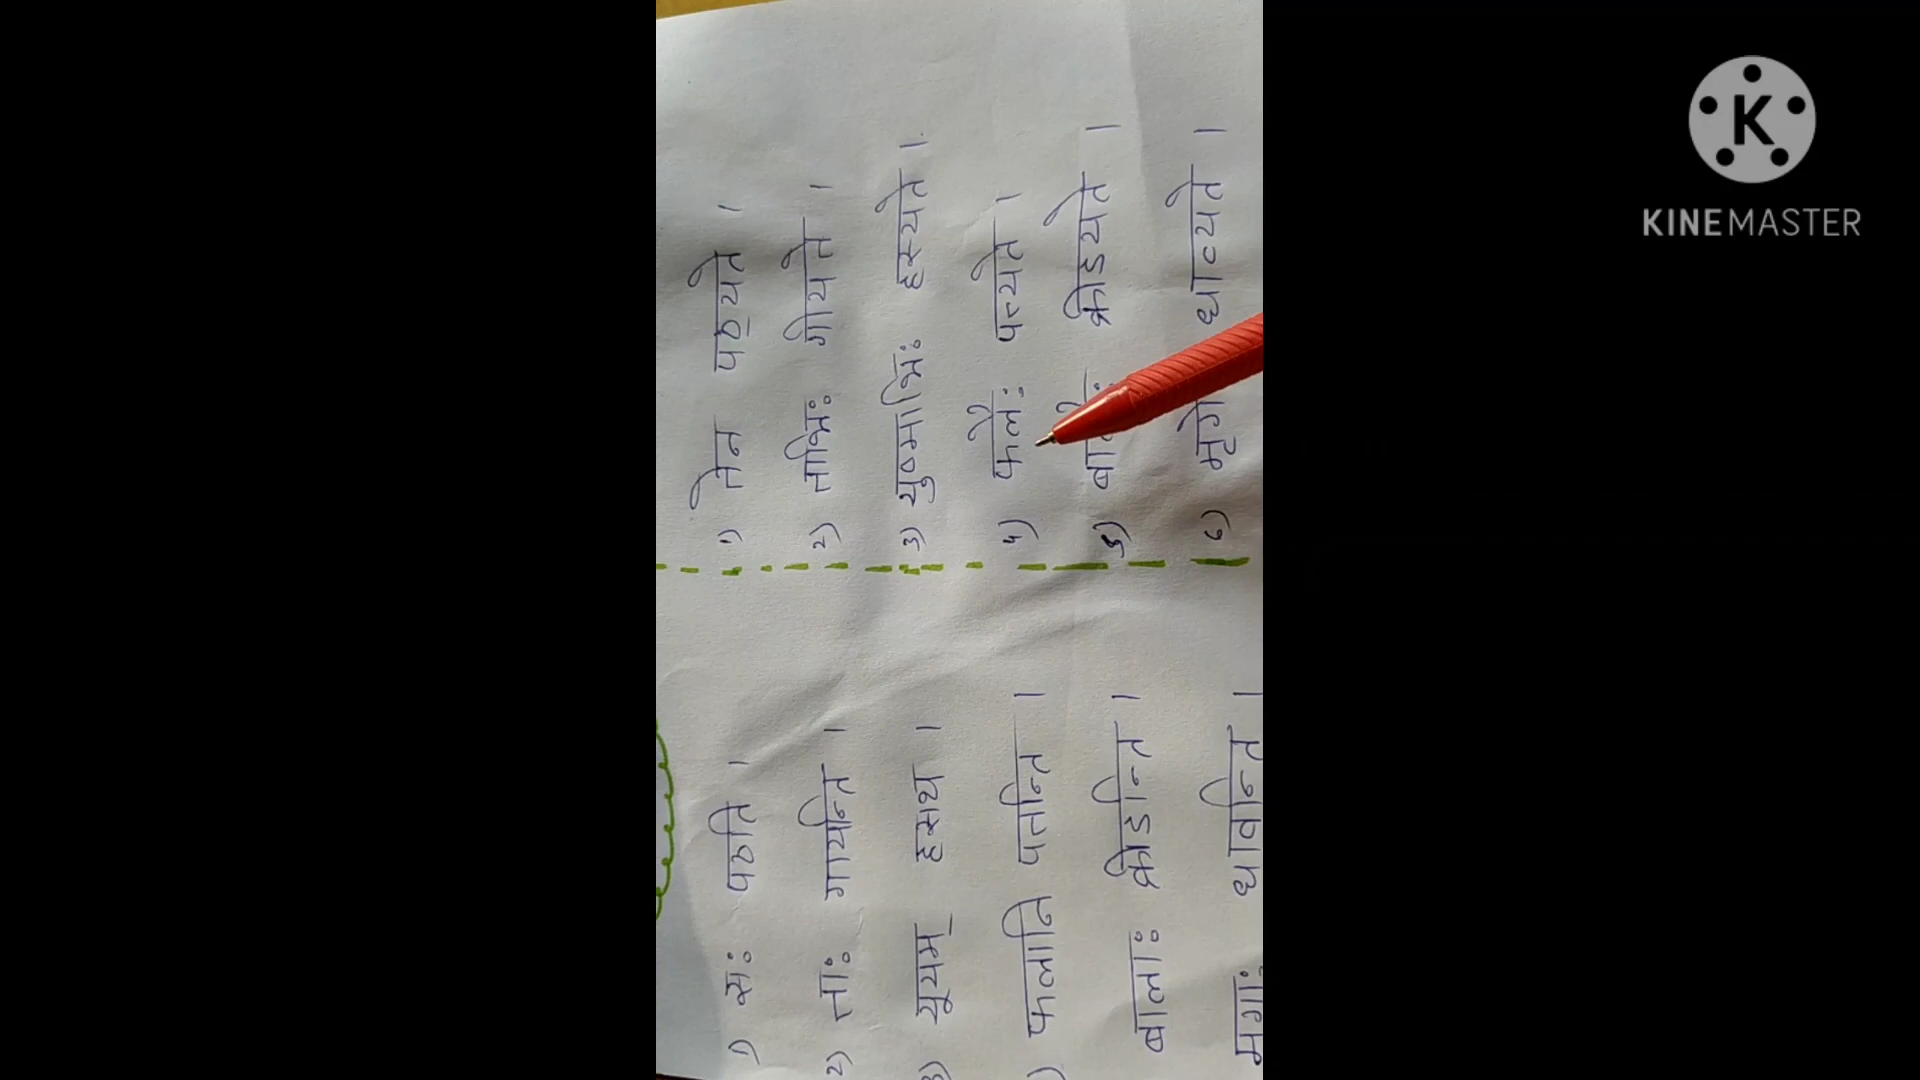 १) सः पठति ।
२) ताः गायन्ति ।
३) यूयम् हसथ ।
) फलानि पतन्ति ।
बालाः क्रीडन्ति ।
मृगाः धावन्ति ।
१) तेन पठ्यते ।
२) ताभिः गीयते ।
३) युष्माभिः हस्यते ।
४) फलैः पत्यते ।
५) क्रीडयते ।
६) धाव्यते ।
KINEMASTER